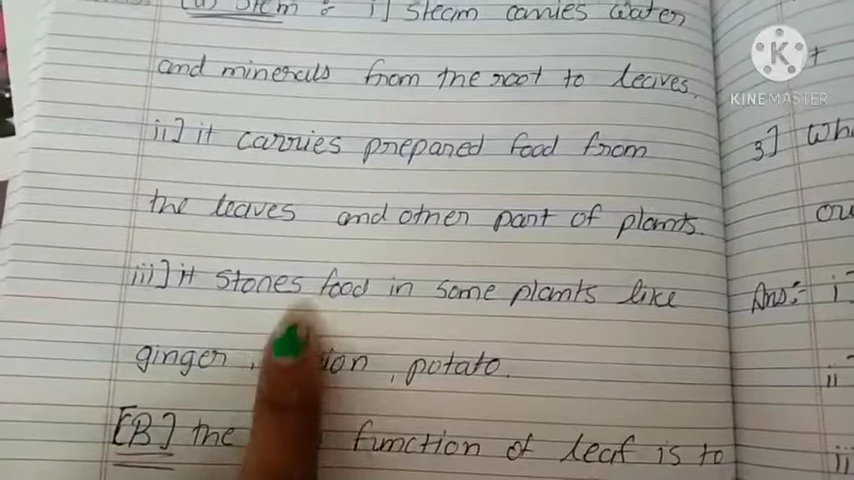 (a) Stem : i] steam carries water
and minerals from the root to leaves.
ii] it carries prepared food from
the leaves and other part of plants.
iii] it stores food in some plants like
ginger, , potato.
[B] the function of leaf is to
KINEMASTER
3] Wh
Ans:- i
ii
iii